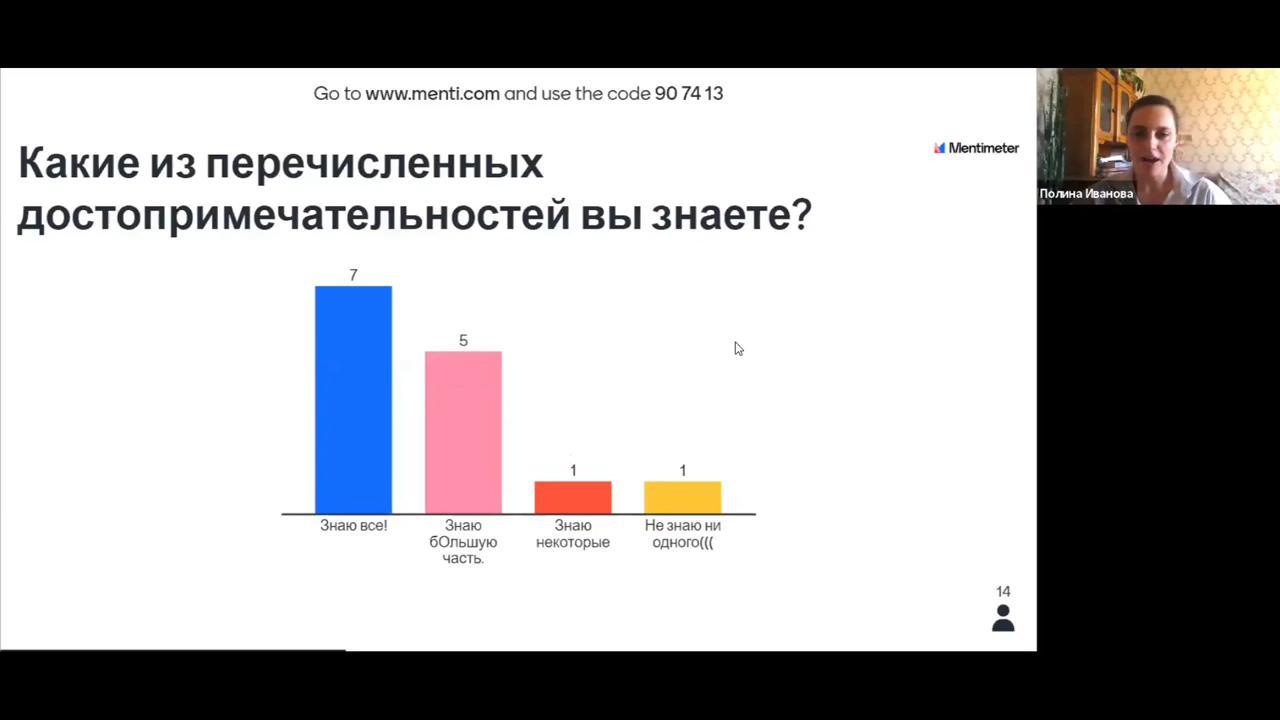 Go to www.menti.com and use the code 90 74 13
Какие из перечисленных
достопримечательностей вы знаете?
Mentimeter
Полина Иванова
7
5
1
1
Знаю все!
Знаю
бОльшую
часть.
Знаю
некоторые
Не знаю ни
одного(((
14